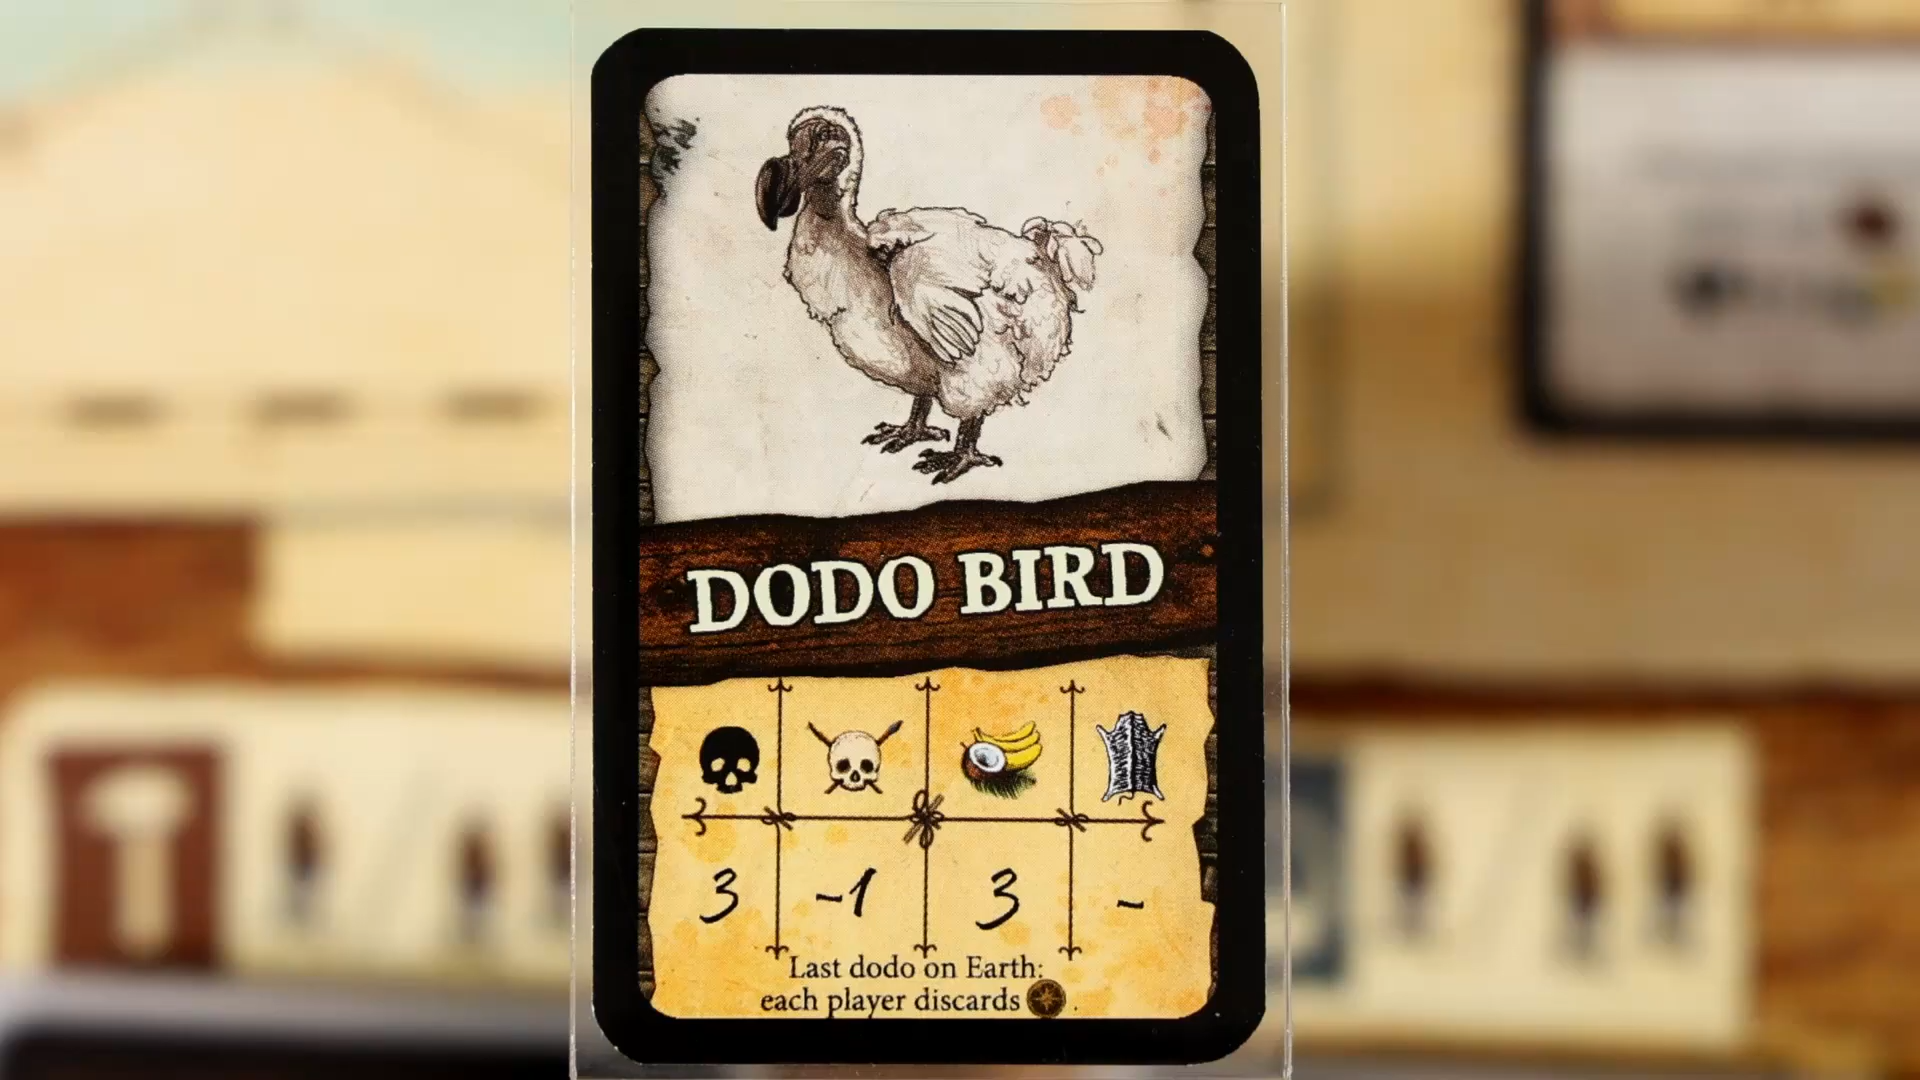 DODO BIRD
3 -1 3 -
Last dodo on Earth:
each player discards .